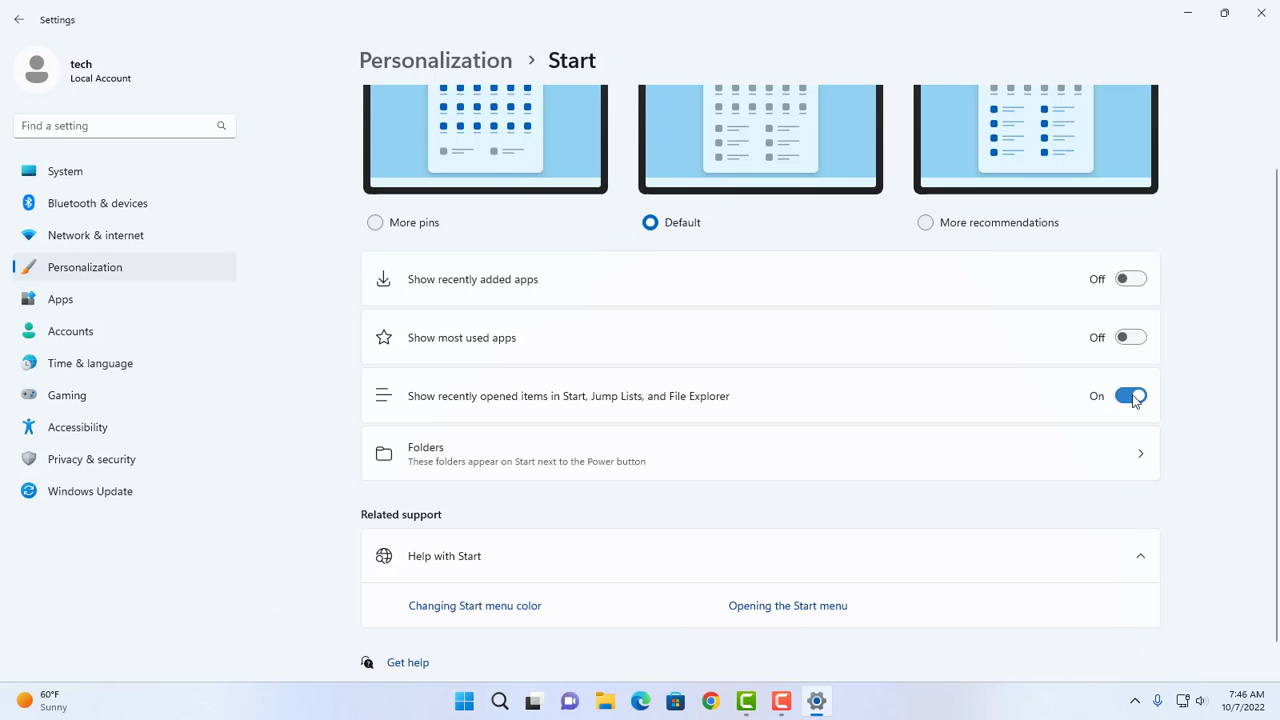 Settings
tech
Local Account
Find a setting
System
Bluetooth & devices
Network & internet
Personalization
Apps
Accounts
Time & language
Gaming
Accessibility
Privacy & security
Windows Update
Personalization > Start
More pins
Default
More recommendations
Show recently added apps
Off
Show most used apps
Off
Show recently opened items in Start, Jump Lists, and File Explorer
On
Folders
These folders appear on Start next to the Power button
Related support
Help with Start
Changing Start menu color
Opening the Start menu
Get help
60°F
Sunny
7:46 AM
10/7/2022